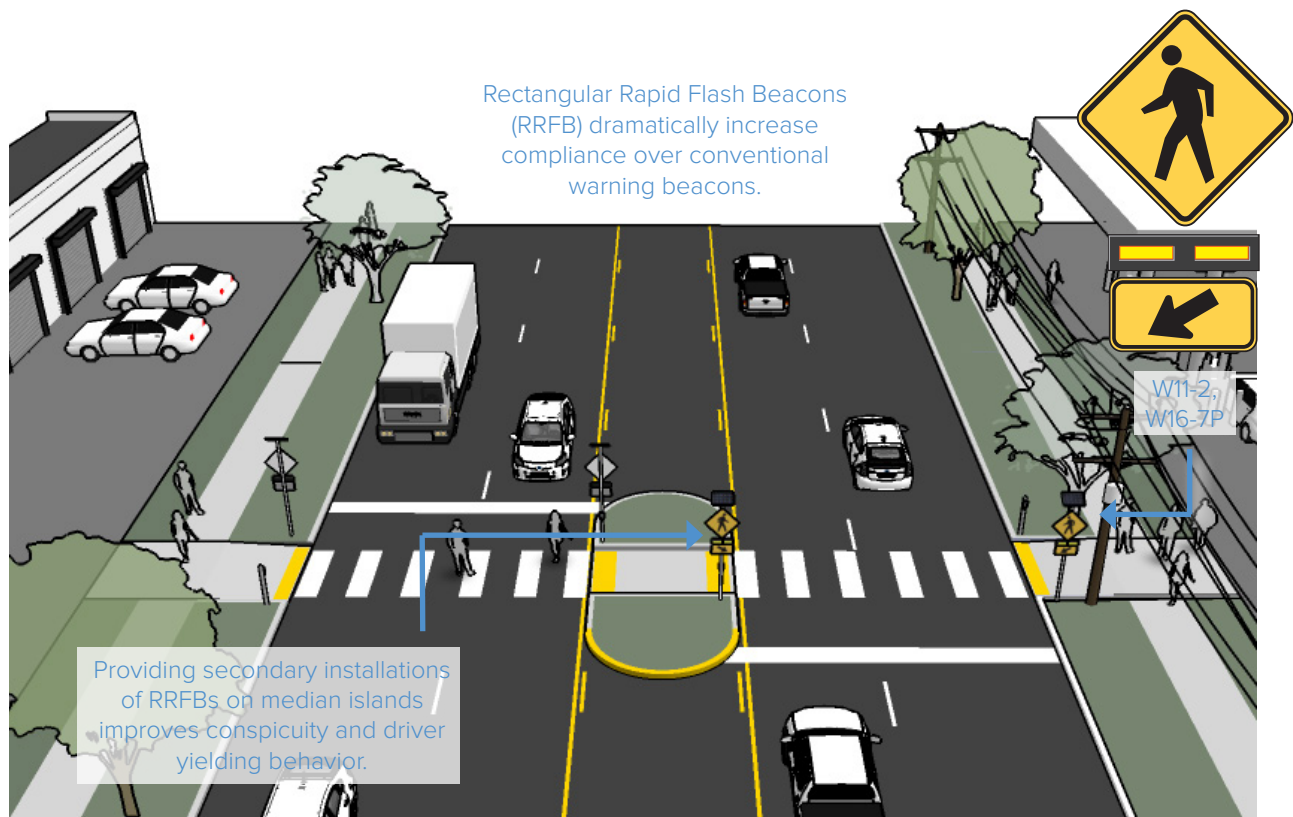 Rectangular Rapid Flash Beacons
(RRFB) dramatically increase
compliance over conventional
warning beacons.
W11-2,
W16-7P
Providing secondary installations
of RRFBs on median islands
improves conspicuity and driver
yielding behavior.